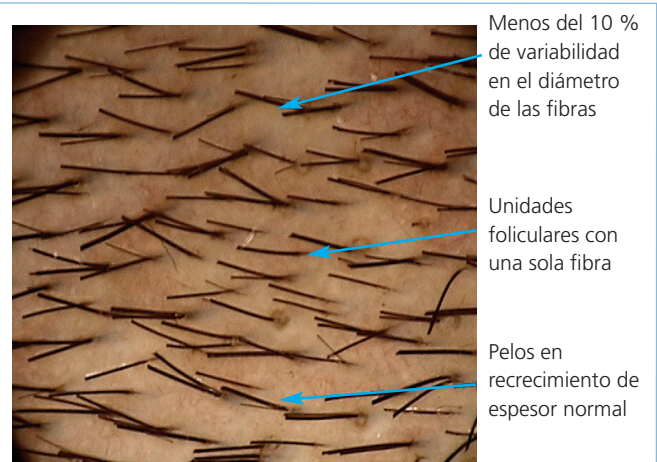 Menos del 10 %
de variabilidad
en el diámetro
de las fibras
Unidades
foliculares con
una sola fibra
Pelos en
recrecimiento de
espesor normal